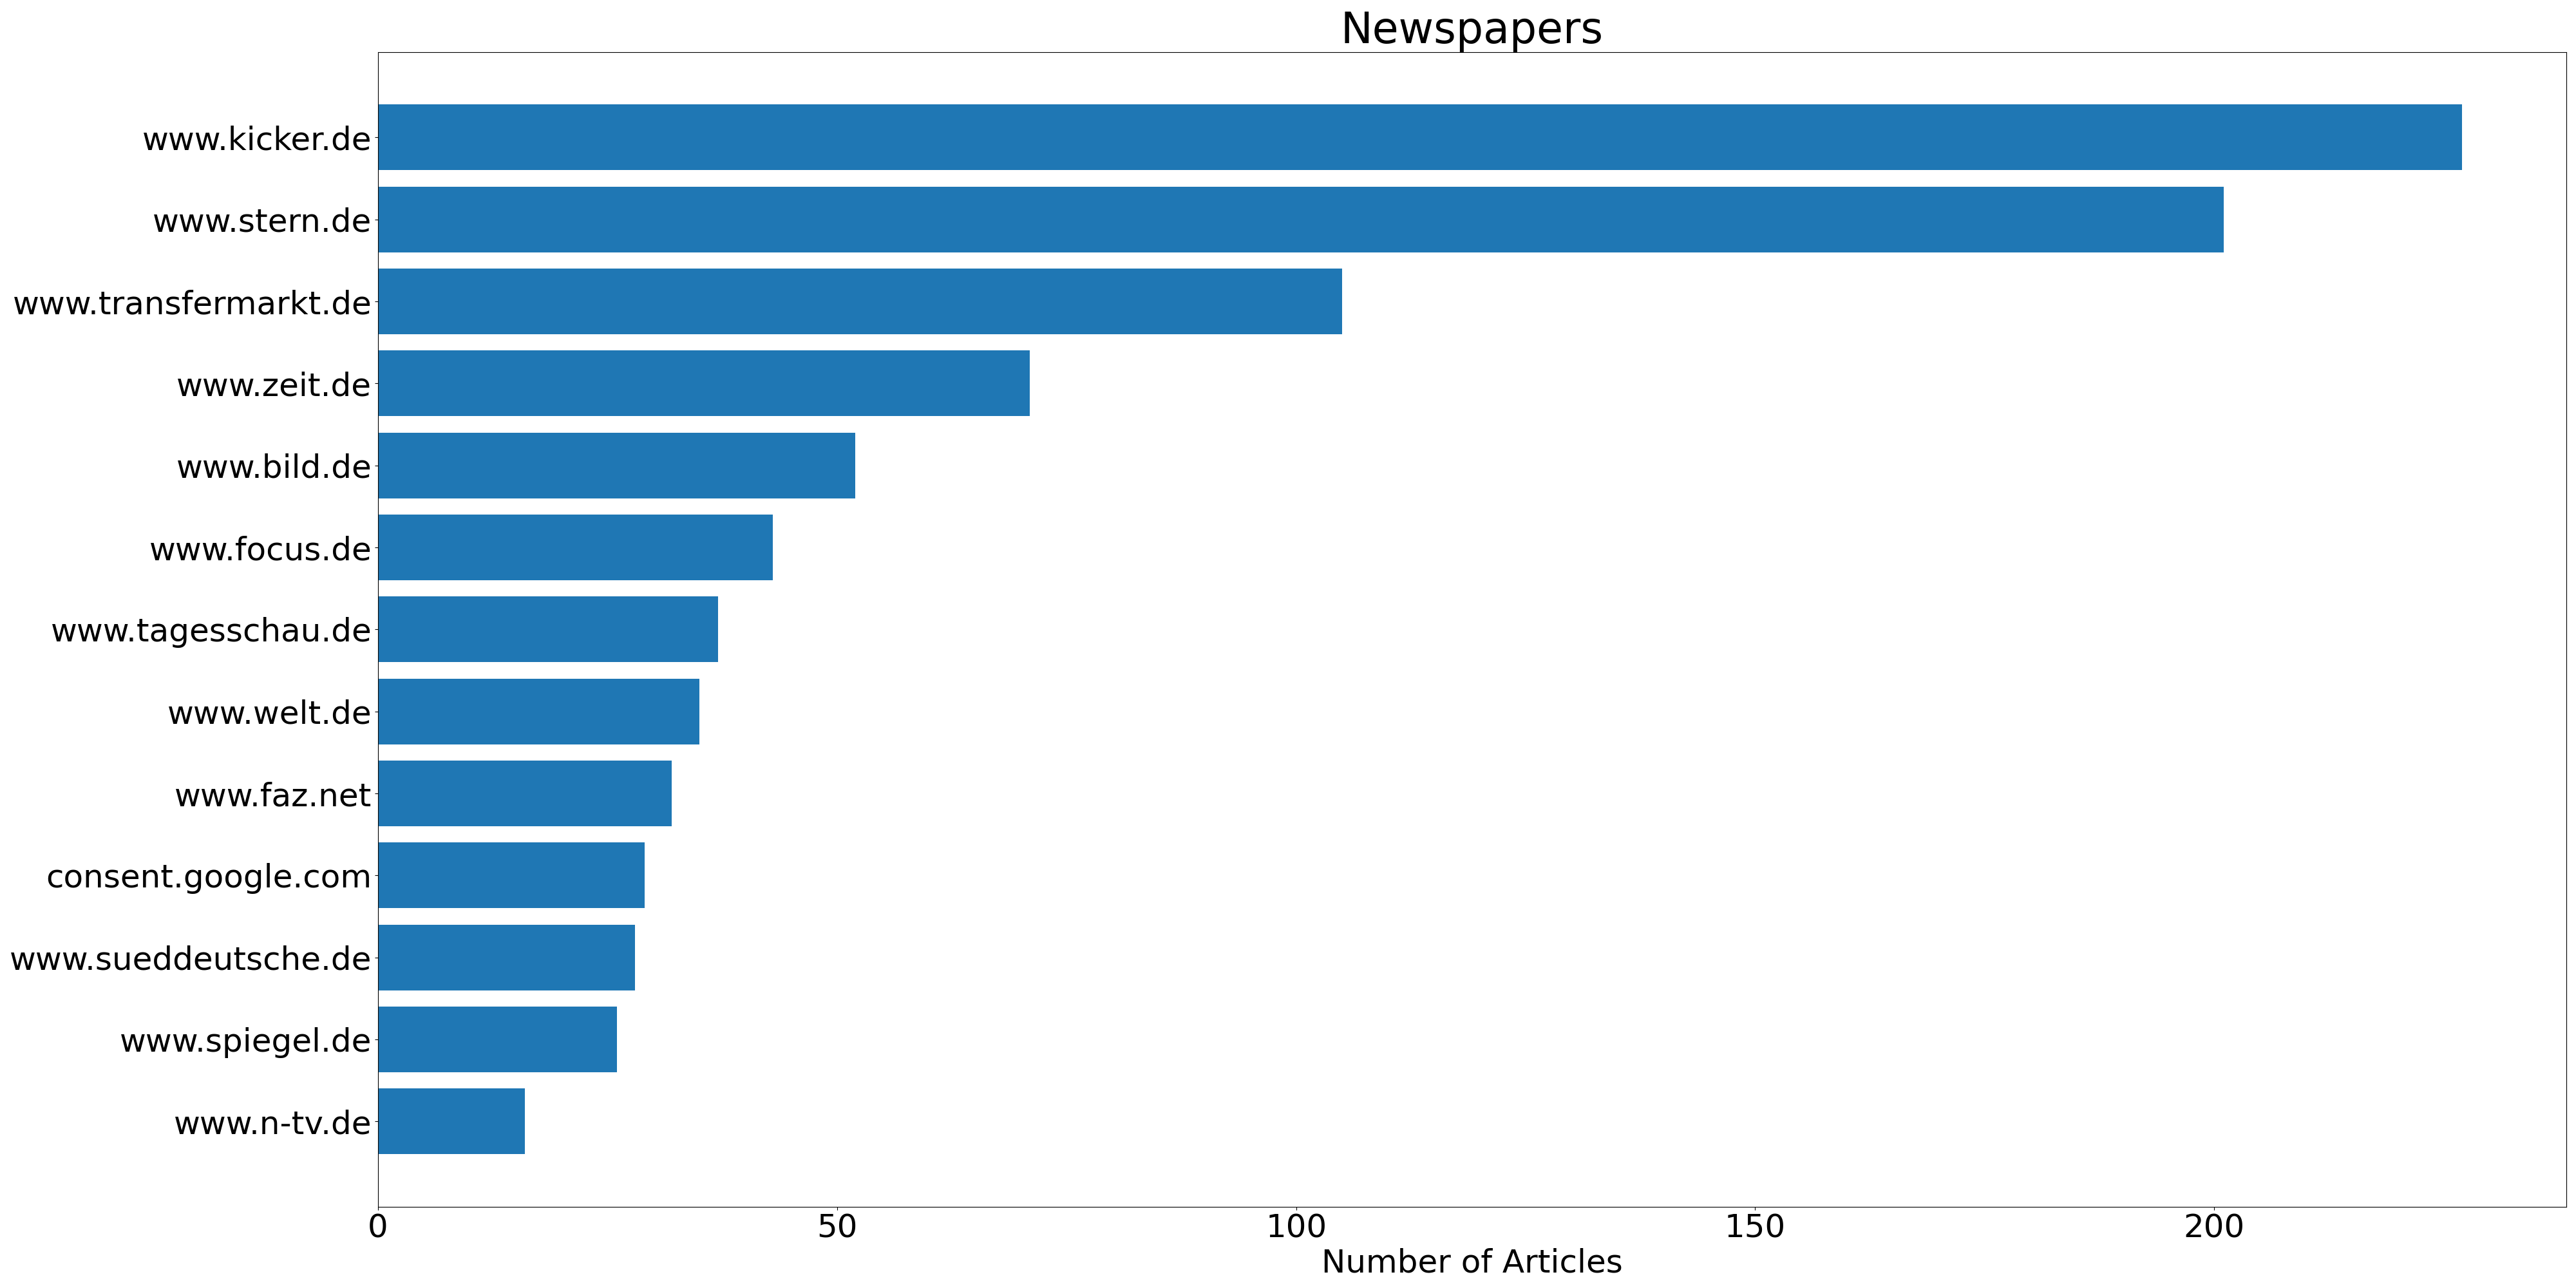 Newspapers
www.kicker.de
www.stern.de
www.transfermarkt.de
www.zeit.de
www.bild.de
www.focus.de
www.tagesschau.de
www.welt.de
www.faz.net
consent.google.com
www.sueddeutsche.de
www.spiegel.de
www.n-tv.de
0 50 100 150 200
Number of Articles